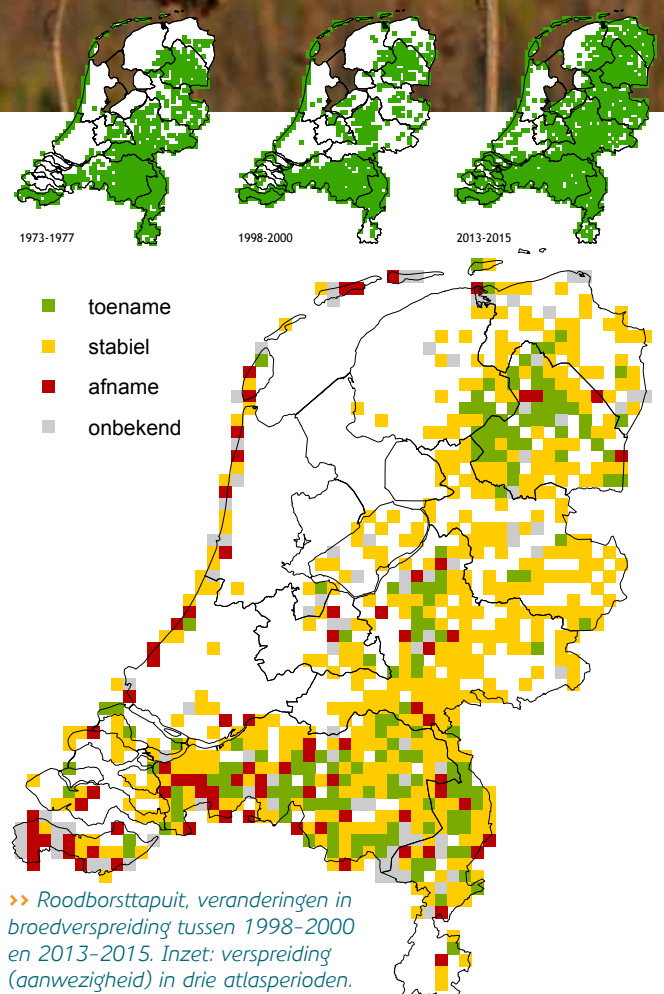 1973-1977
1998-2000
2013-2015
toename
stabiel
afname
onbekend
>> Roodborsttapuit, veranderingen in
broedverspreiding tussen 1998-2000
en 2013-2015. Inzet: verspreiding
(aanwezigheid) in drie atlasperioden.